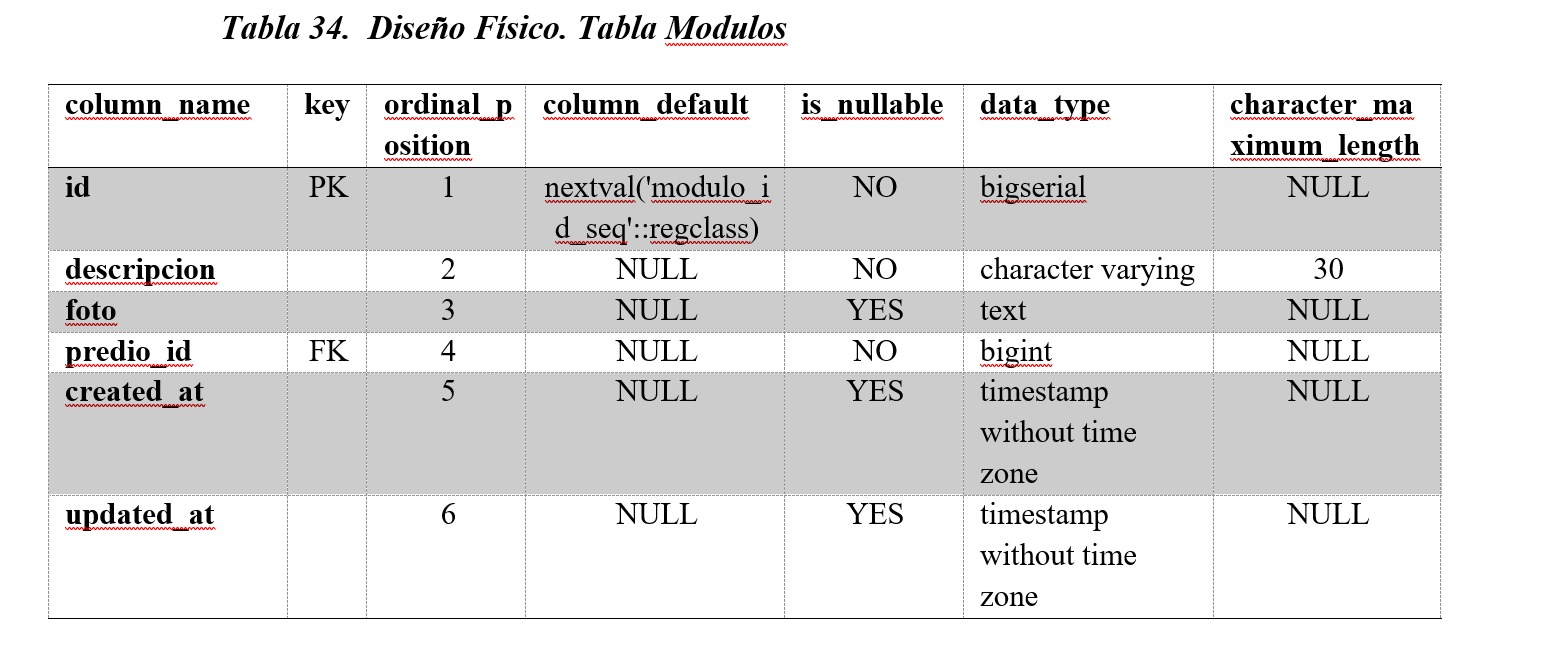 Tabla 34. Diseño Físico. Tabla Modulos
column_name key ordinal_p column_default is_nullable data_type character_ma
osition ximum_length
id PK 1 nextval('modulo_i NO bigserial NULL
d_seq'::regclass)
descripcion 2 NULL NO character varying 30
foto 3 NULL YES text NULL
predio_id FK 4 NULL NO bigint NULL
created_at 5 NULL YES timestamp NULL
without time
zone
updated_at 6 NULL YES timestamp NULL
without time
zone